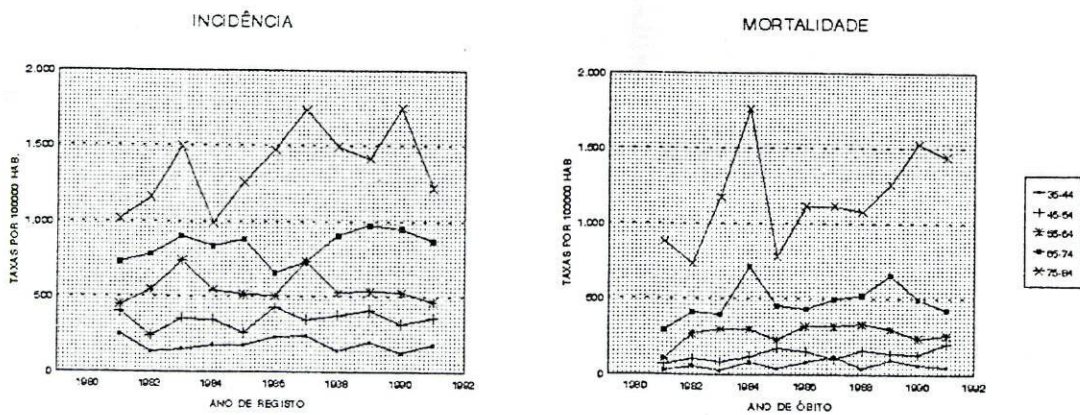 INCIDÊNCIA
TAXAS POR 100000 HAB.
2.000
1.500
1.000
500
0
1980 1982 1984 1986 1988 1990 1992
ANO DE REGISTO
MORTALIDADE
TAXAS POR 100000 HAB
2.000
1.500
1.000
500
0
1980 1982 1984 1986 1988 1990 1992
ANO DE ÓBITO
35-44
45-54
55-64
65-74
75-84